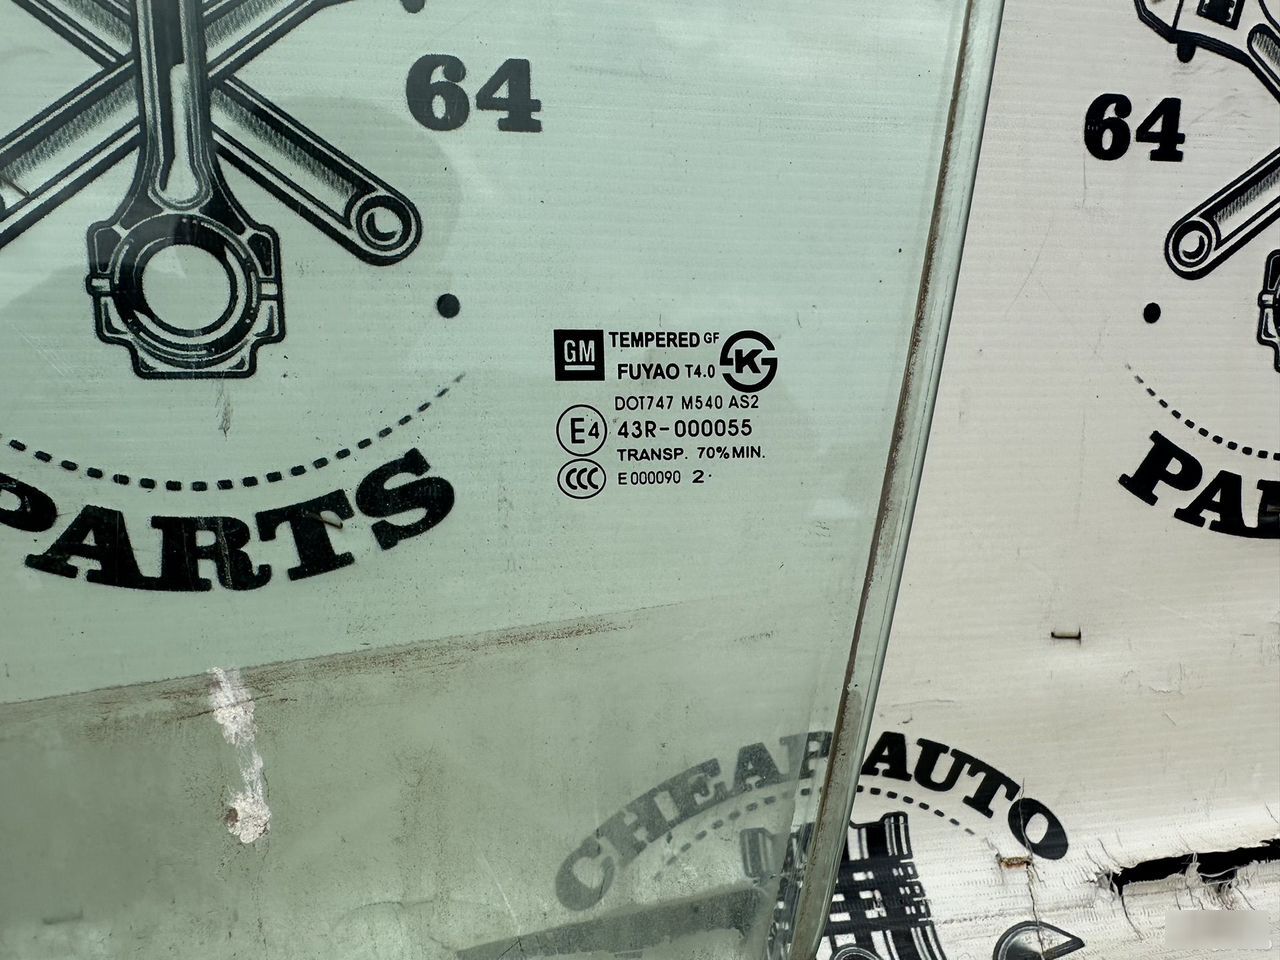 64
64
GM TEMPERED GF
FUYAO T4.0 K
DOT747 M540 AS2
E4 43R-000055
TRANSP. 70%MIN.
CCC E000090 2.
PARTS
PA
CHEAP AUTO